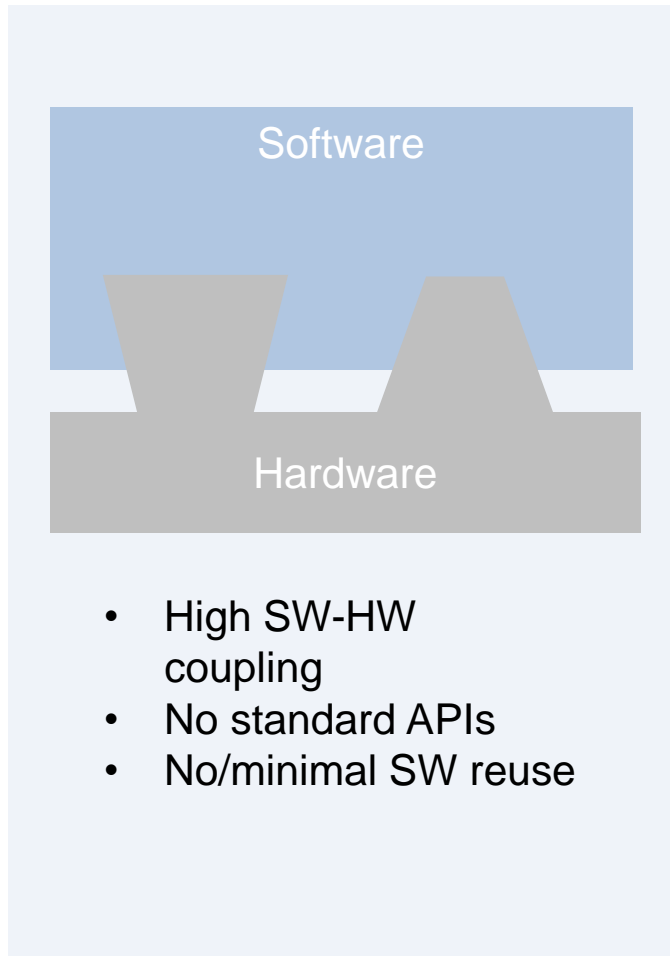 Software
Hardware
• High SW-HW
coupling
• No standard APIs
• No/minimal SW reuse